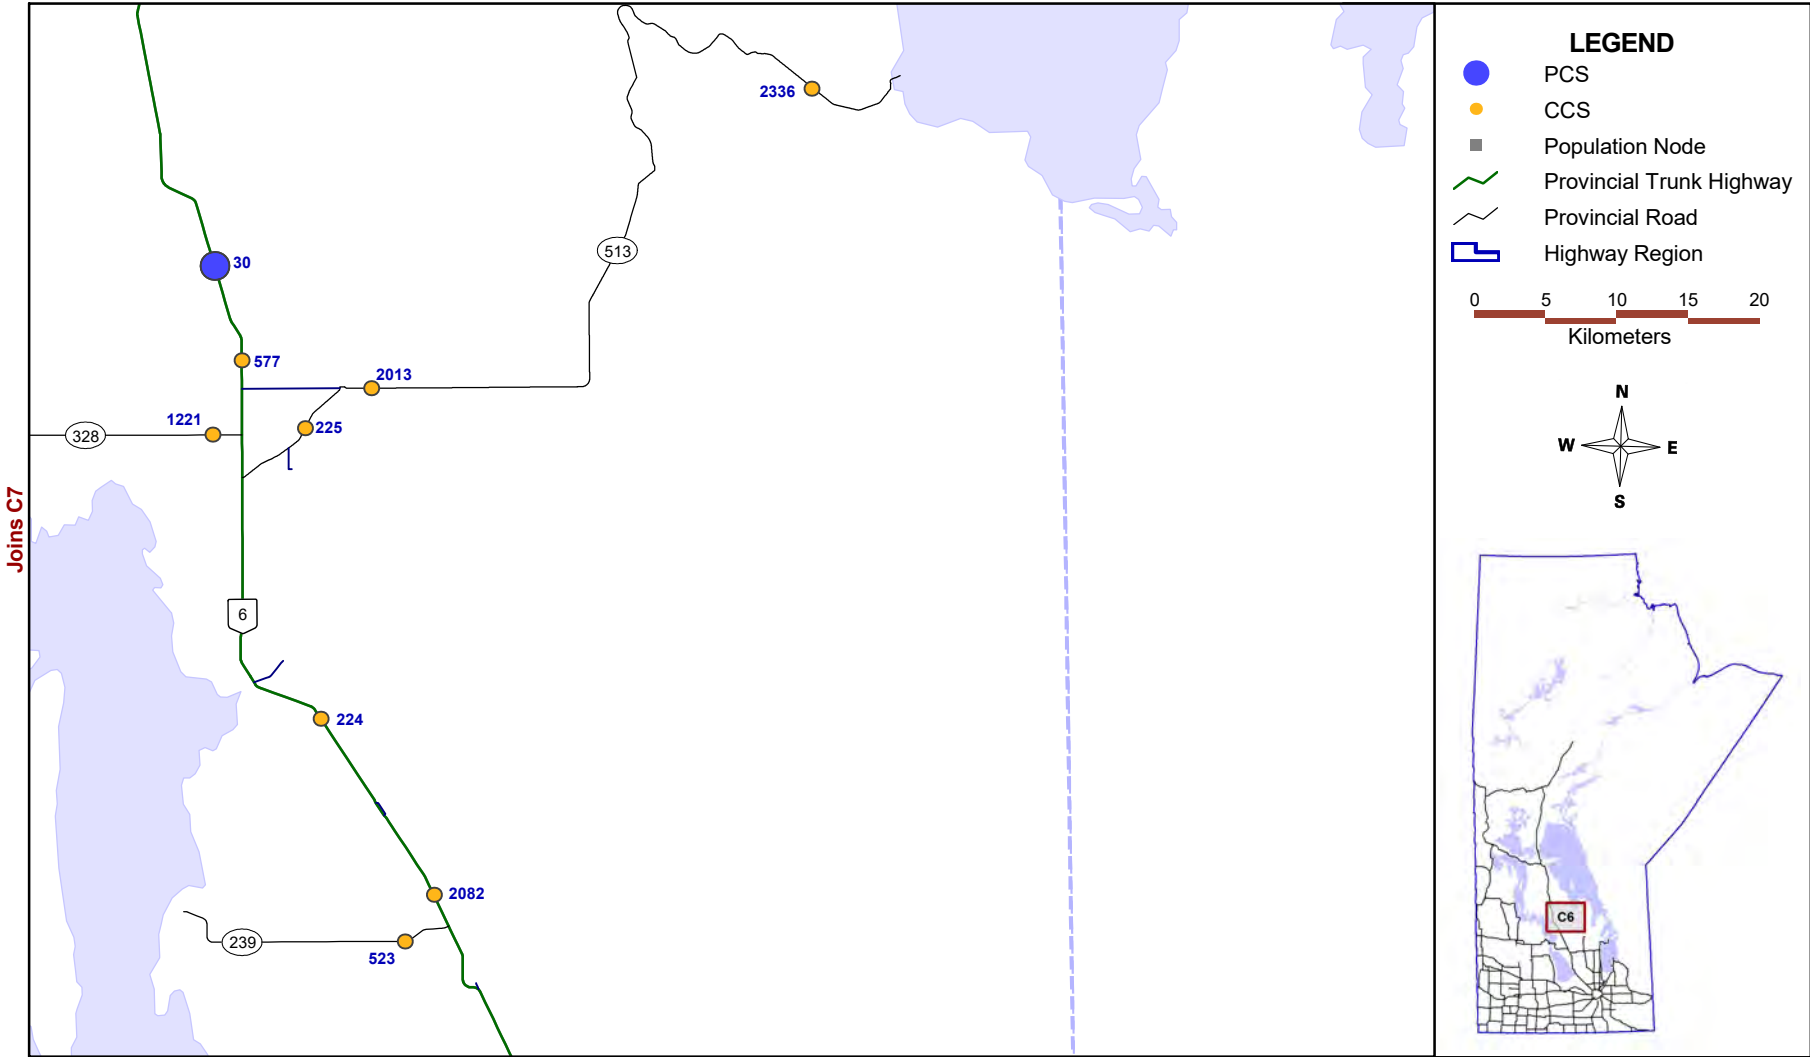 2336
513
30
577
2013
1221
225
328
Joins C7
6
224
2082
239
523
LEGEND
PCS
CCS
Population Node
Provincial Trunk Highway
Provincial Road
Highway Region
0 5 10 15 20
Kilometers
N
W E
S
C6